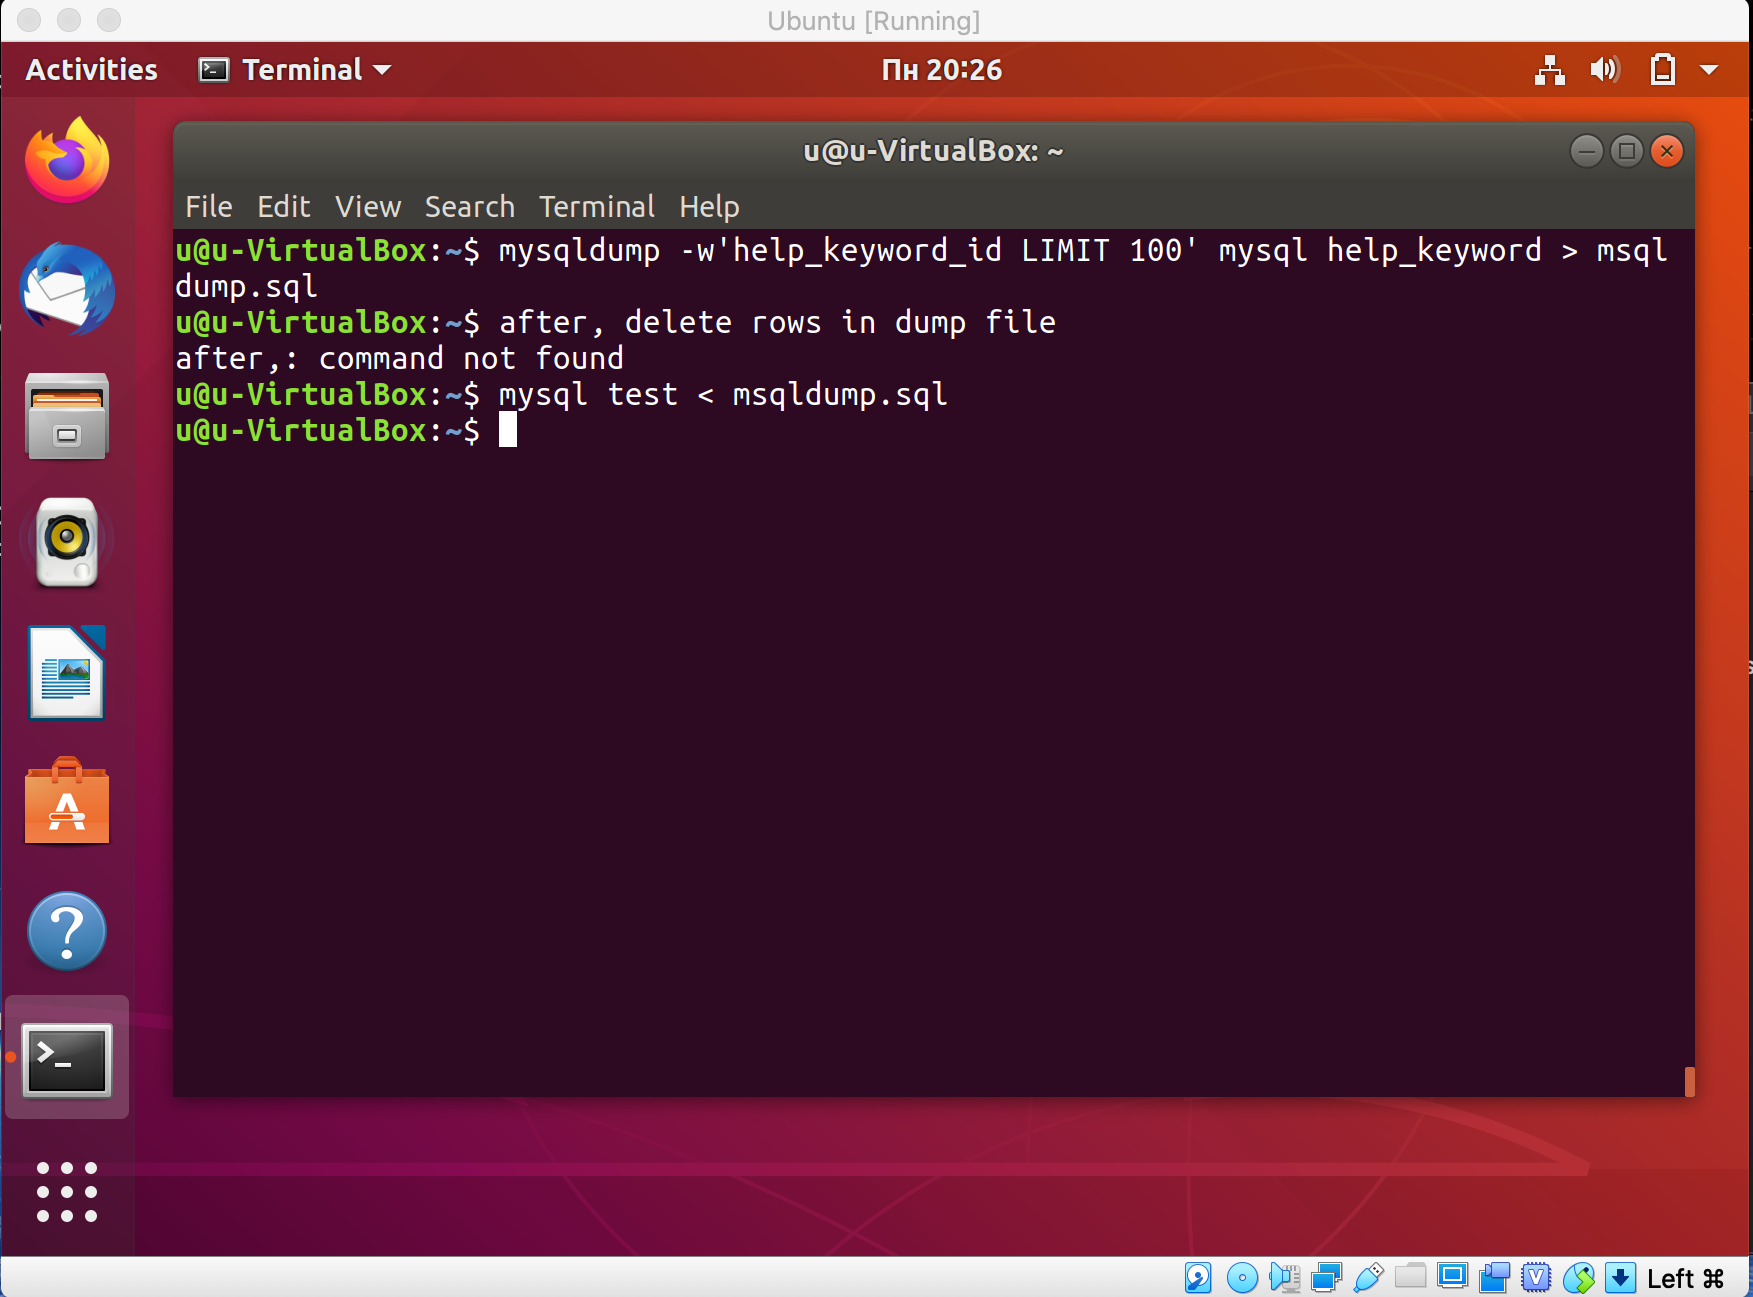 Ubuntu [Running]
Activities Terminal Пн 20:26
u@u-VirtualBox: ~
File Edit View Search Terminal Help
u@u-VirtualBox:~$ mysqldump -w'help_keyword_id LIMIT 100' mysql help_keyword > msql
dump.sql
u@u-VirtualBox:~$ after, delete rows in dump file
after,: command not found
u@u-VirtualBox:~$ mysql test < msqldump.sql
u@u-VirtualBox:~$
Left ⌘